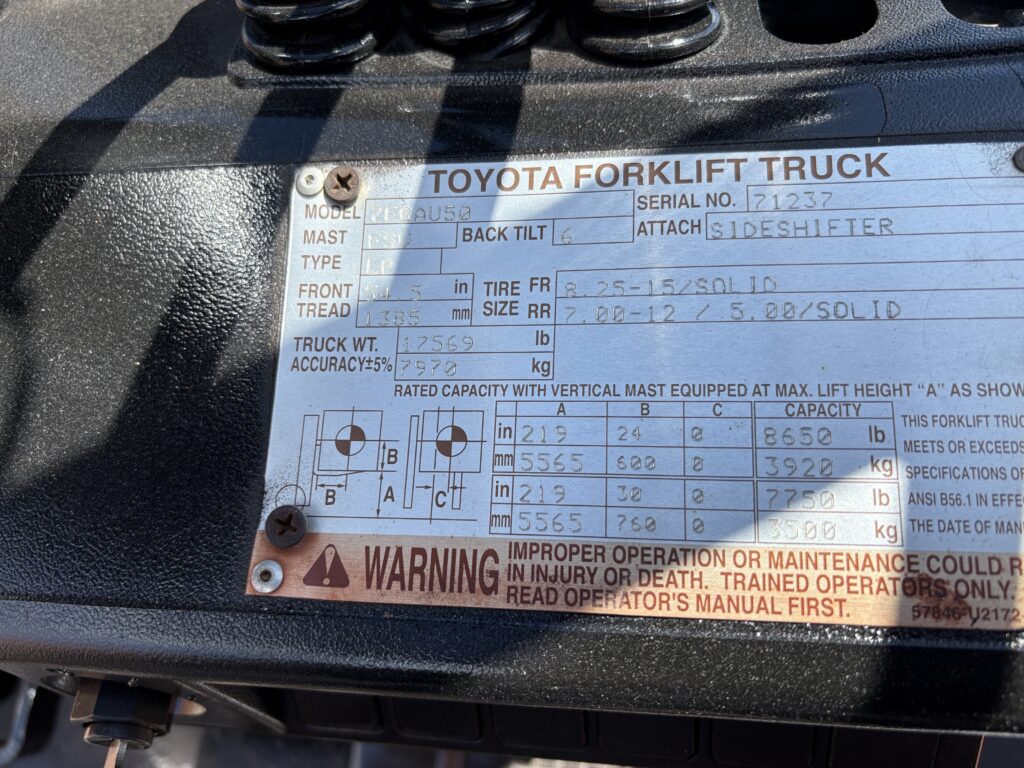 TOYOTA FORKLIFT TRUCK
MODEL SERIAL NO. 71237
MAST BACK TILT 6 ATTACH SIDESHIFTER
TYPE
FRONT TREAD 54.5 in TIRE SIZE FR 8.25-15/SOLID
1385 mm RR 7.00-12 / 5.00/SOLID
TRUCK WT. 17569 lb
ACCURACY±5% 7970 kg
RATED CAPACITY WITH VERTICAL MAST EQUIPPED AT MAX. LIFT HEIGHT "A" AS SHOW
A B C CAPACITY
in 219 24 0 8650 lb
mm 5565 600 0 3920 kg
in 219 30 0 7750 lb
mm 5565 760 0 3500 kg
B
B A C
THIS FORKLIFT TRUC
MEETS OR EXCEEDS
SPECIFICATIONS OF
ANSI B56.1 IN EFFE
THE DATE OF MAN
WARNING
IMPROPER OPERATION OR MAINTENANCE COULD R
IN INJURY OR DEATH. TRAINED OPERATORS ONLY.
READ OPERATOR'S MANUAL FIRST.
57846-U2172